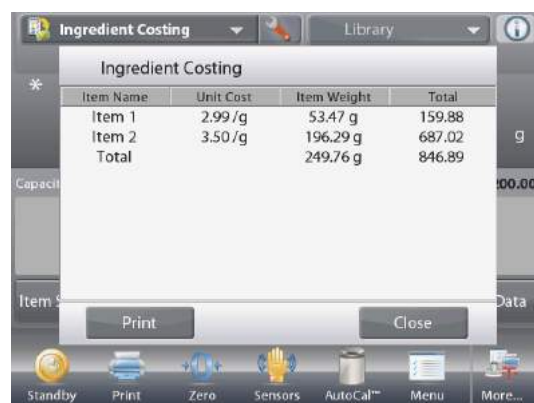 Ingredient Costing Library
Ingredient Costing
*
Item Name Unit Cost Item Weight Total
Item 1 2.99 /g 53.47 g 159.88
Item 2 3.50 /g 196.29 g 687.02
Total 249.76 g 846.89
g
Capacit 200.00
Item S Data
Print Close
Standby Print Zero Sensors AutoCal™ Menu More...